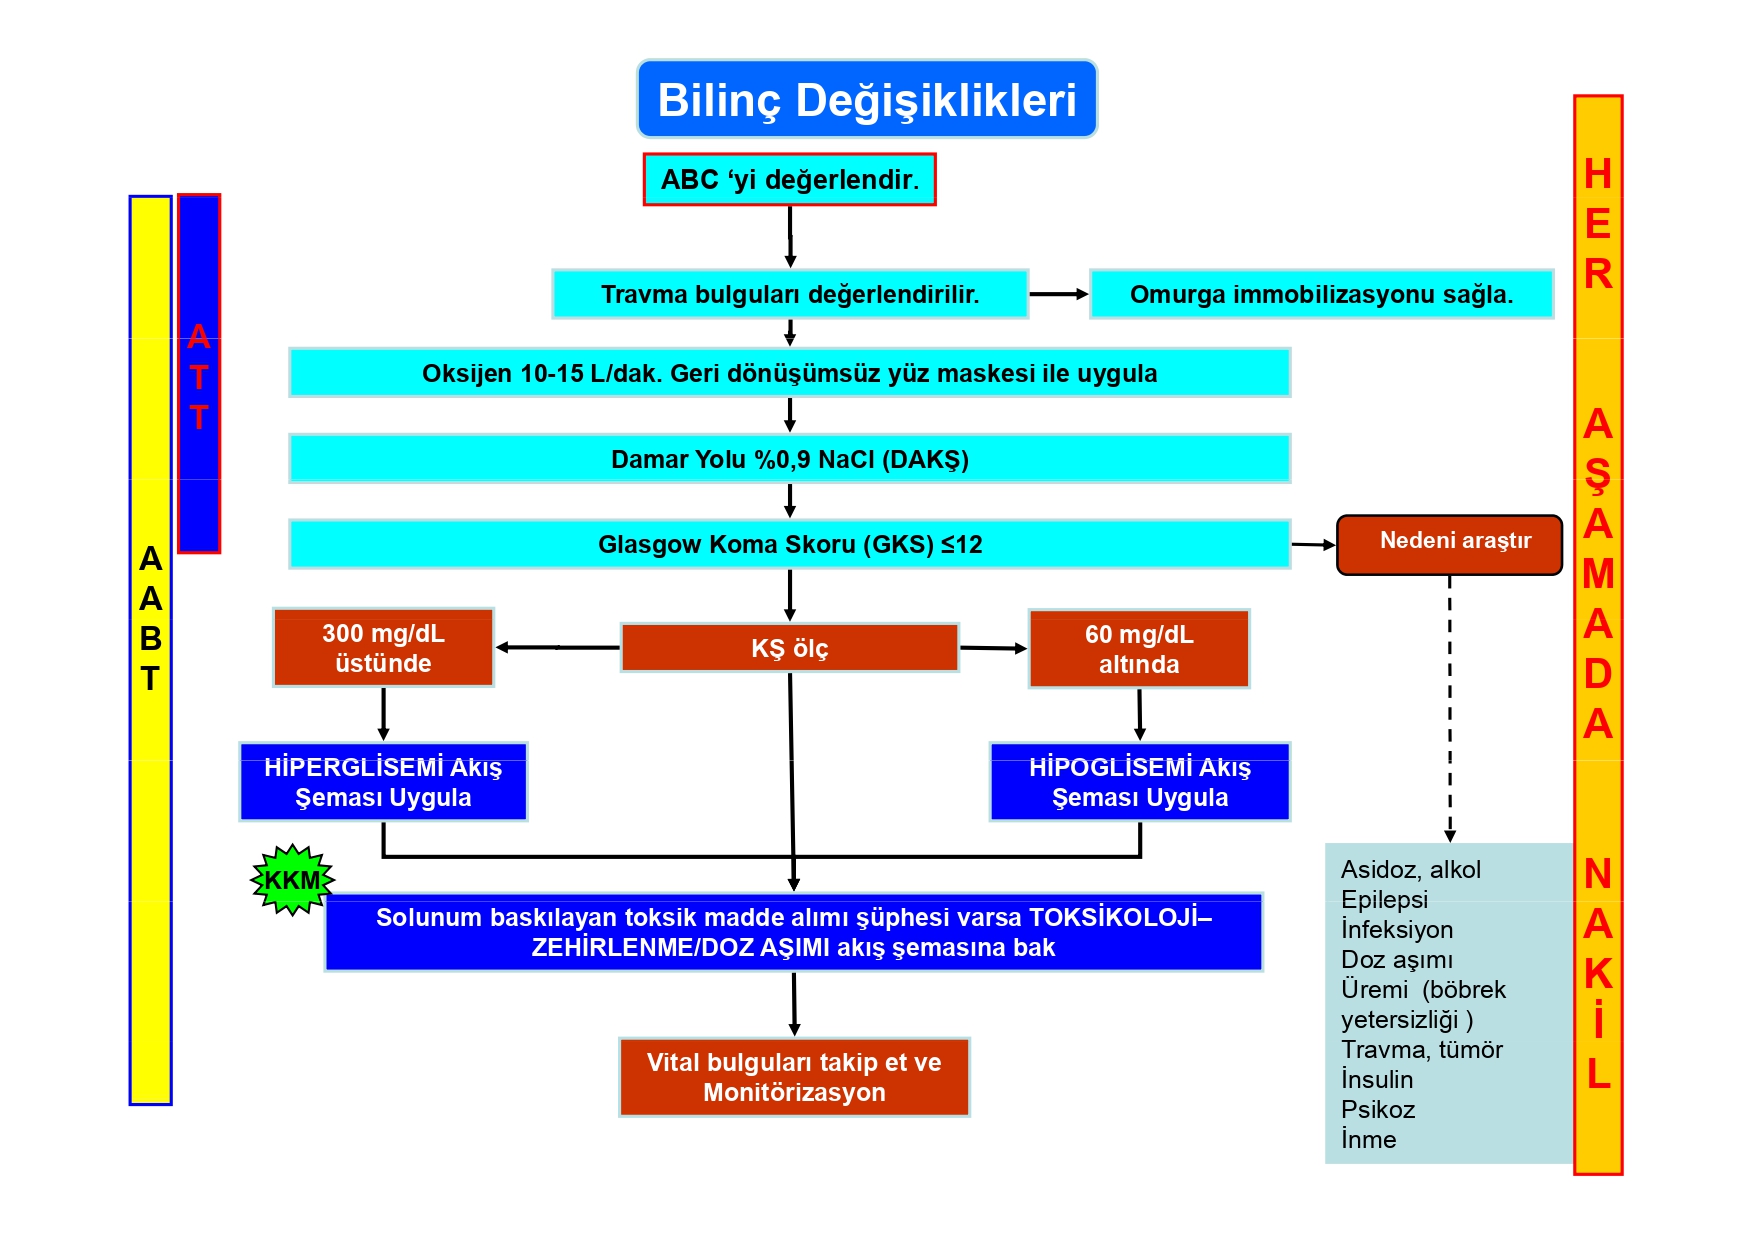 Bilinç Değişiklikleri
ABC ‘yi değerlendir.
Travma bulguları değerlendirilir.
Omurga immobilizasyonu sağla.
Oksijen 10-15 L/dak. Geri dönüşümsüz yüz maskesi ile uygula
Damar Yolu %0,9 NaCl (DAKŞ)
Glasgow Koma Skoru (GKS) ≤12
Nedeni araştır
300 mg/dL
üstünde
KŞ ölç
60 mg/dL
altında
HİPERGLİSEMİ Akış
Şeması Uygula
HİPOGLİSEMİ Akış
Şeması Uygula
KKM
Solunum baskılayan toksik madde alımı şüphesi varsa TOKSİKOLOJİ–
ZEHİRLENME/DOZ AŞIMI akış şemasına bak
Vital bulguları takip et ve
Monitörizasyon
Asidoz, alkol
Epilepsi
İnfeksiyon
Doz aşımı
Üremi  (böbrek
yetersizliği )
Travma, tümör
İnsulin
Psikoz
İnme
AABT
ATT
HER AŞAMADA NAKİL